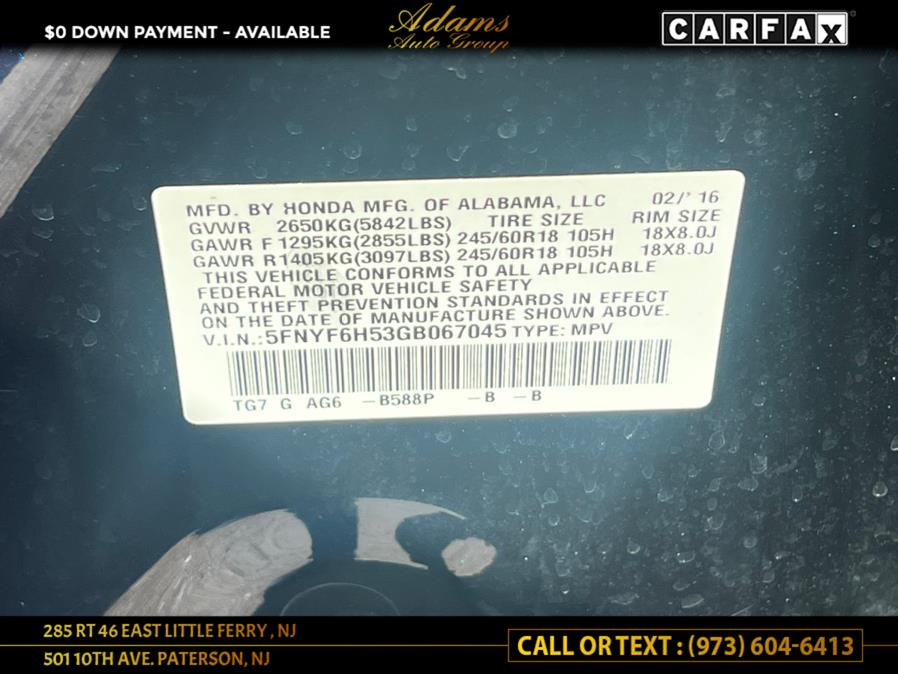 $0 DOWN PAYMENT - AVAILABLE
Adams
Auto Group
CARFAX
MFD. BY HONDA MFG. OF ALABAMA, LLC 02/'16
GVWR 2650KG(5842LBS) TIRE SIZE RIM SIZE
GAWR F1295KG(2855LBS) 245/60R18 105H 18X8.0J
GAWR R1405KG(3097LBS) 245/60R18 105H 18X8.0J
THIS VEHICLE CONFORMS TO ALL APPLICABLE
FEDERAL MOTOR VEHICLE SAFETY
AND THEFT PREVENTION STANDARDS IN EFFECT
ON THE DATE OF MANUFACTURE SHOWN ABOVE.
V.I.N.:5FNYF6H53GB067045 TYPE: MPV
TG7 G AG6 -B588P -B -B
285 RT 46 EAST LITTLE FERRY , NJ
501 10TH AVE. PATERSON, NJ
CALL OR TEXT : (973) 604-6413